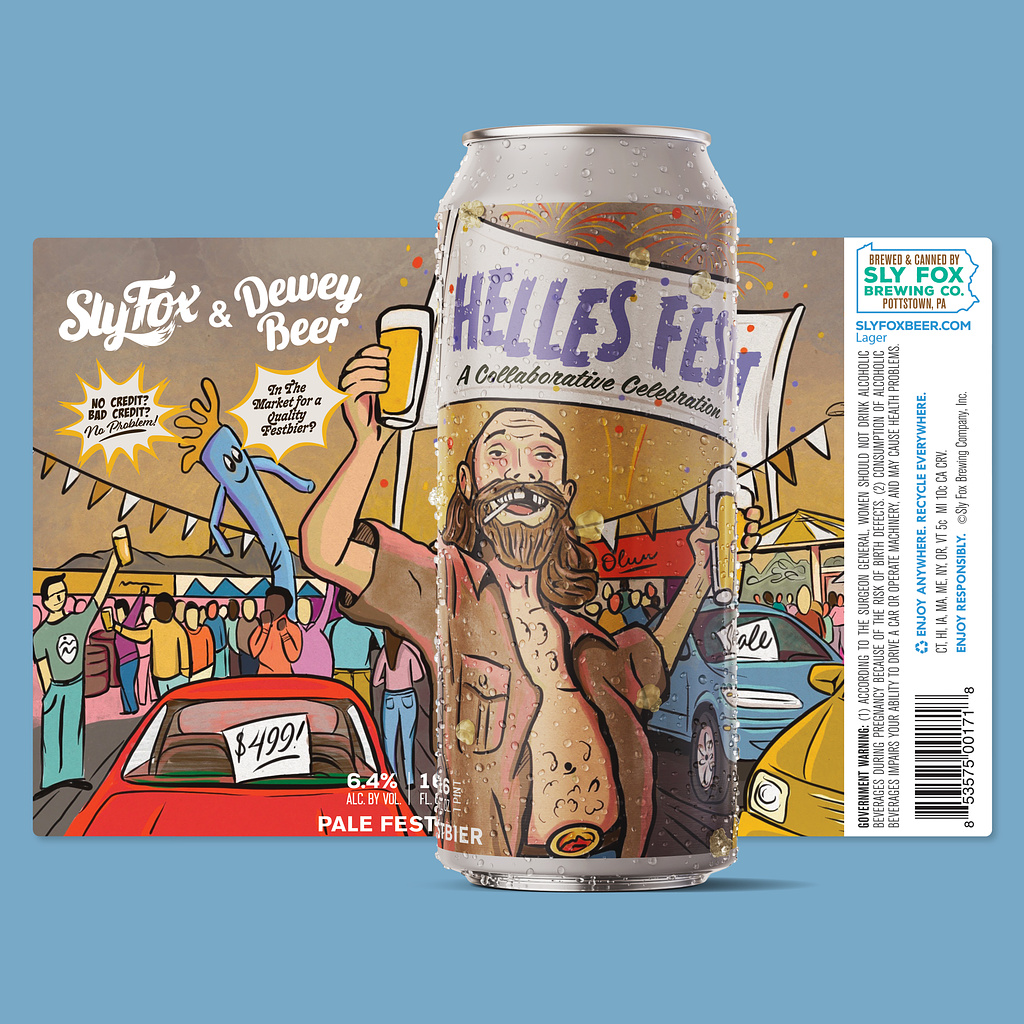 Sly Fox & Dewey
Beer
NO CREDIT?
BAD CREDIT?
No Problem!
In The
Market for a
Quality
Festbier?
HELLES FEST
A Collaborative Celebration
$499!
Sale
6.4%
ALC. BY VOL.
FL.
1 PINT
PALE FESTBIER
BREWED & CANNED BY
SLY FOX
BREWING CO.
POTTSTOWN, PA
SLYFOXBEER.COM
Lager
GOVERNMENT WARNING: (1) ACCORDING TO THE SURGEON GENERAL, WOMEN SHOULD NOT DRINK ALCOHOLIC
BEVERAGES DURING PREGNANCY BECAUSE OF THE RISK OF BIRTH DEFECTS. (2) CONSUMPTION OF ALCOHOLIC
BEVERAGES IMPAIRS YOUR ABILITY TO DRIVE A CAR OR OPERATE MACHINERY, AND MAY CAUSE HEALTH PROBLEMS.
ENJOY ANYWHERE. RECYCLE EVERYWHERE.
CT, HI, IA, MA, ME, NY, OR, VT 5¢ MI 10¢ CA CRV.
ENJOY RESPONSIBLY. ©Sly Fox Brewing Company, Inc.
8 53575 00171 8